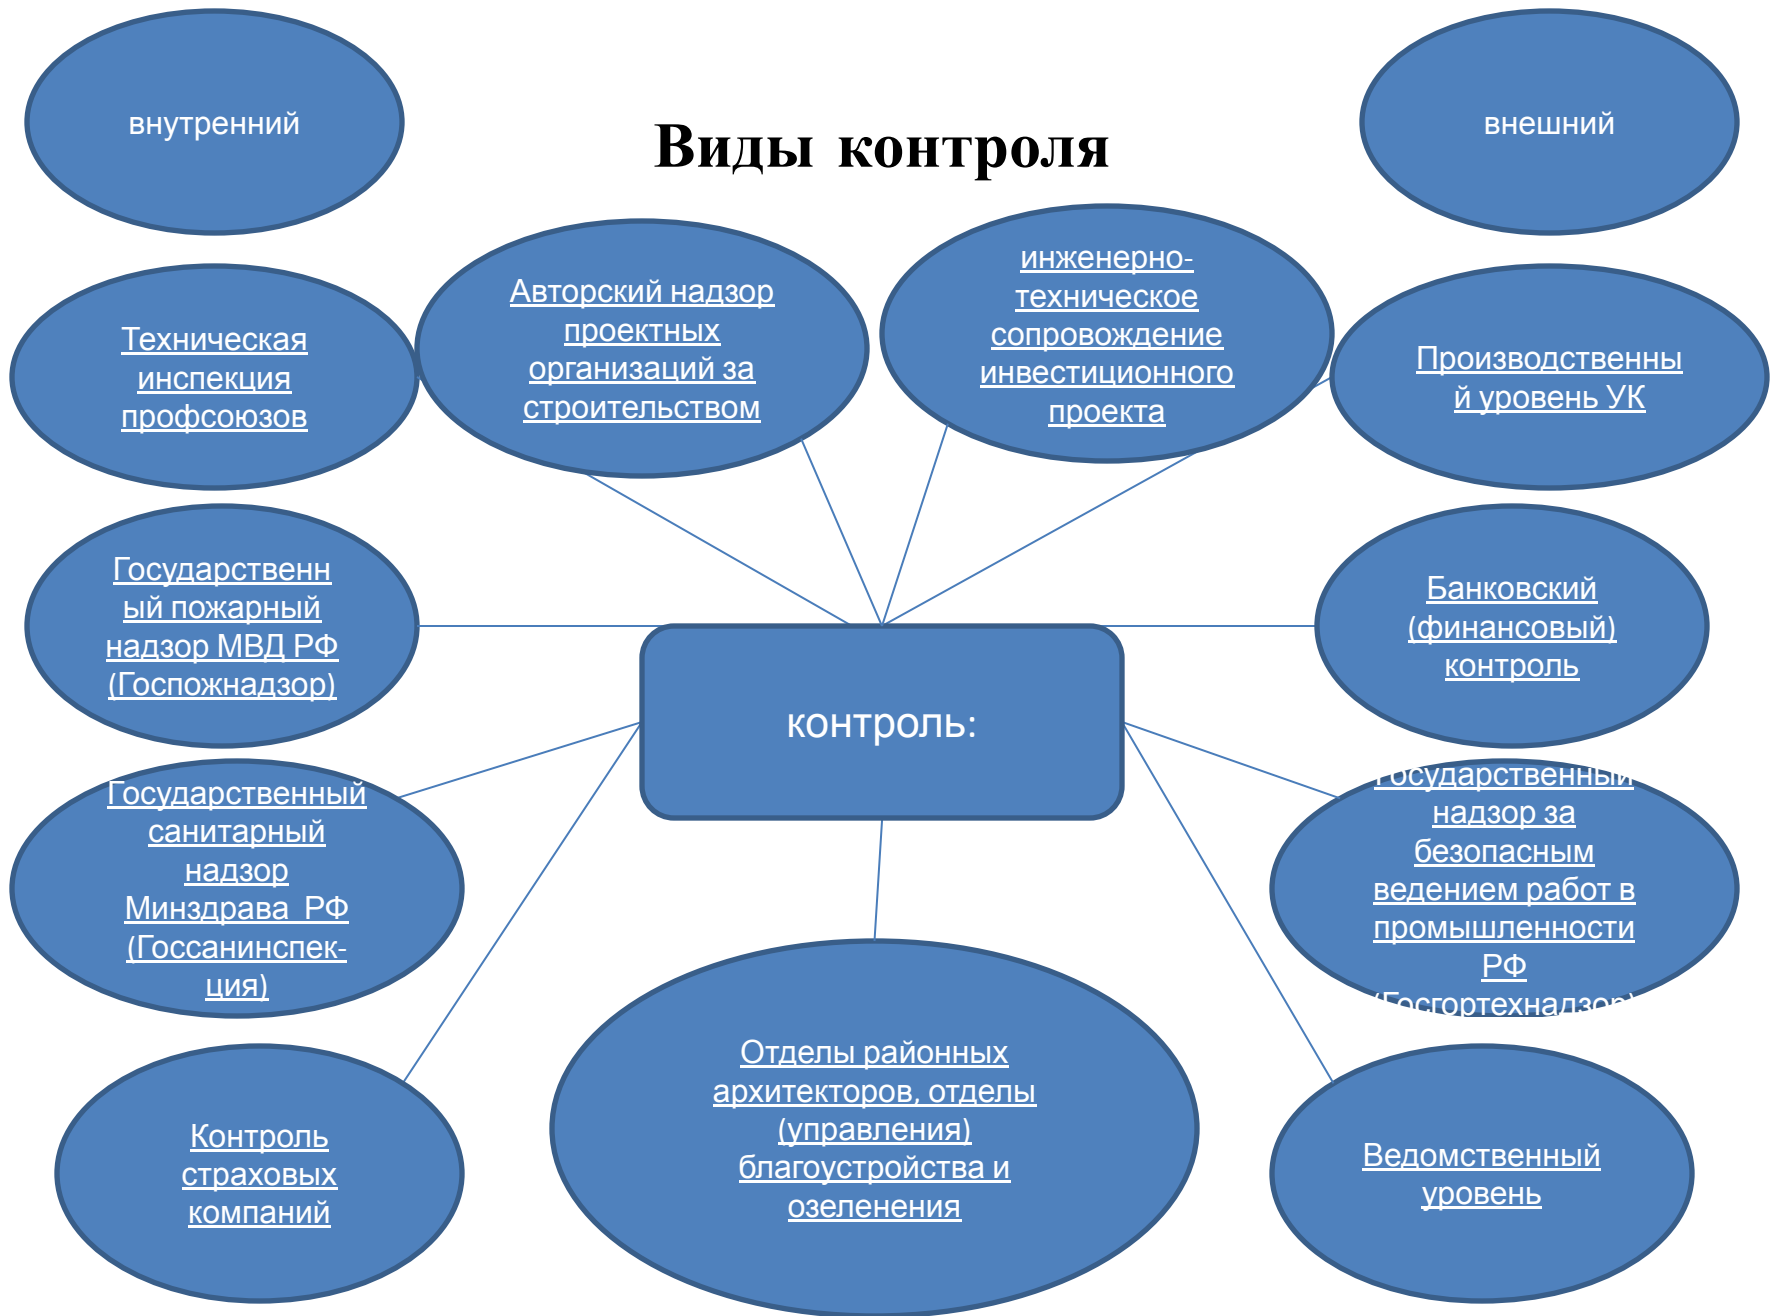 внутренний
внешний
Виды контроля
Авторский надзор
проектных
организаций за
строительством
инженерно-
техническое
сопровождение
инвестиционного
проекта
Техническая
инспекция
профсоюзов
Производственны
й уровень УК
Государственн
ый пожарный
надзор МВД РФ
(Госпожнадзор)
Банковский
(финансовый)
контроль
контроль:
Государственный
санитарный
надзор
Минздрава РФ
(Госсанинспек-
ция)
Государственный
надзор за
безопасным
ведением работ в
промышленности
РФ
(Госгортехнадзор)
Отделы районных
архитекторов, отделы
(управления)
благоустройства и
озеленения
Контроль
страховых
компаний
Ведомственный
уровень